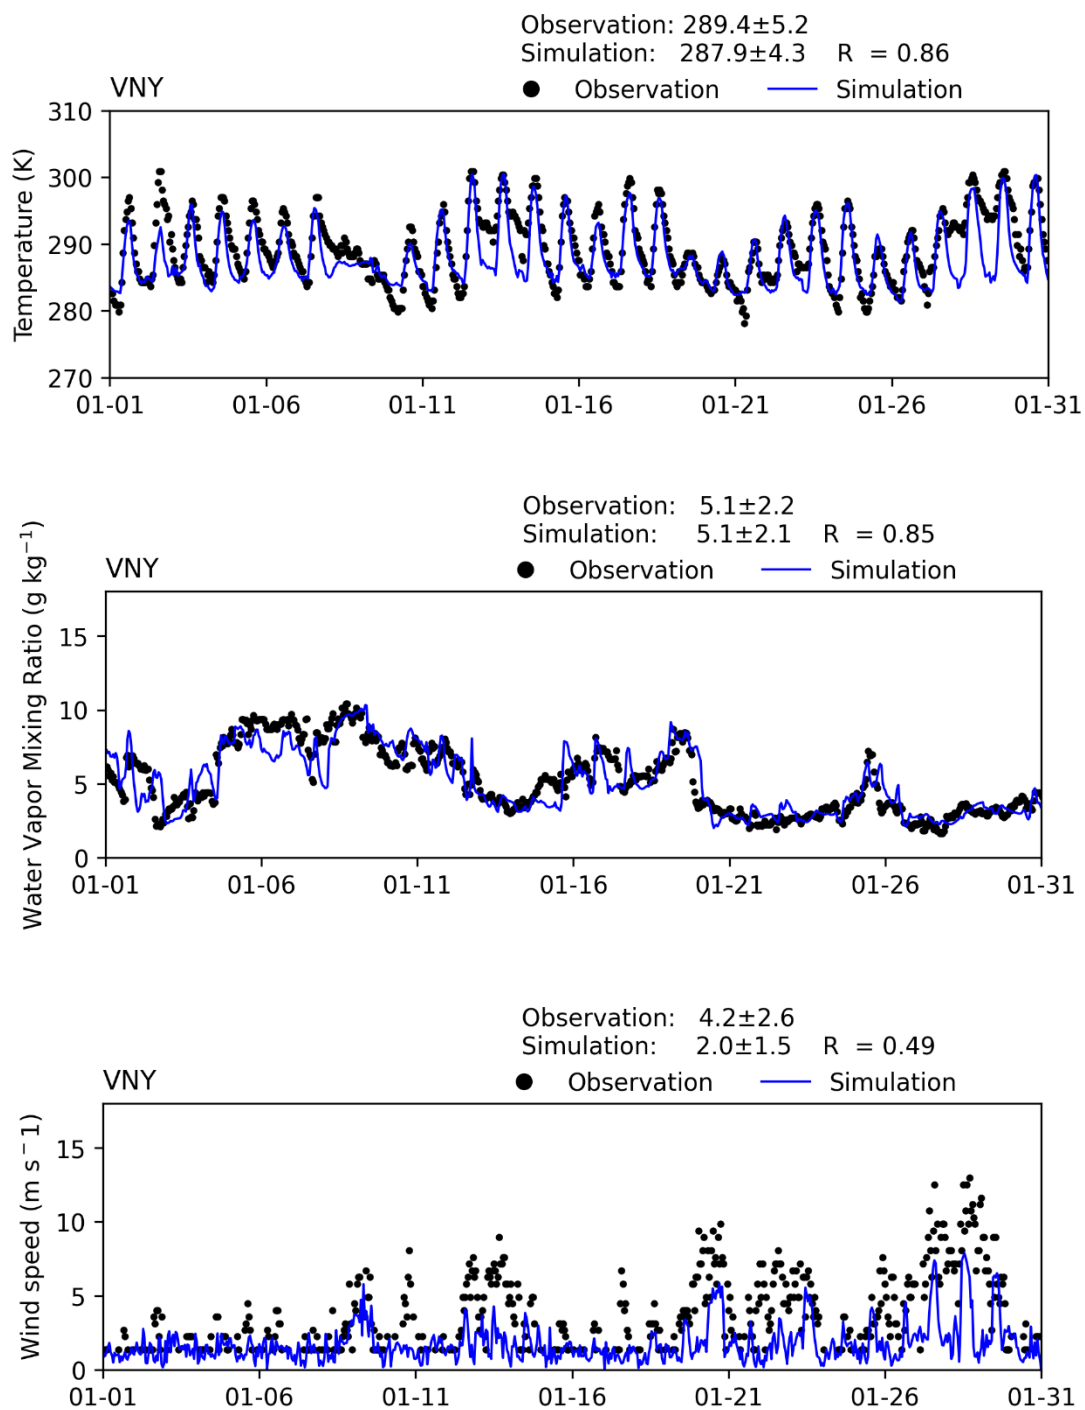 Observation: 289.4±5.2
Simulation: 287.9±4.3 R = 0.86
VNY
Observation Simulation
Temperature (K)
310
300
290
280
270
01-01 01-06 01-11 01-16 01-21 01-26 01-31
Observation: 5.1±2.2
Simulation: 5.1±2.1 R = 0.85
VNY
Observation Simulation
Water Vapor Mixing Ratio (g kg⁻¹)
15
10
5
0
01-01 01-06 01-11 01-16 01-21 01-26 01-31
Observation: 4.2±2.6
Simulation: 2.0±1.5 R = 0.49
VNY
Observation Simulation
Wind speed (m s⁻1)
15
10
5
0
01-01 01-06 01-11 01-16 01-21 01-26 01-31